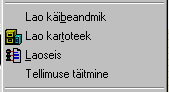 Lao käibeandmik
Lao kartoteek
Laoseis
Tellimuse täitmine